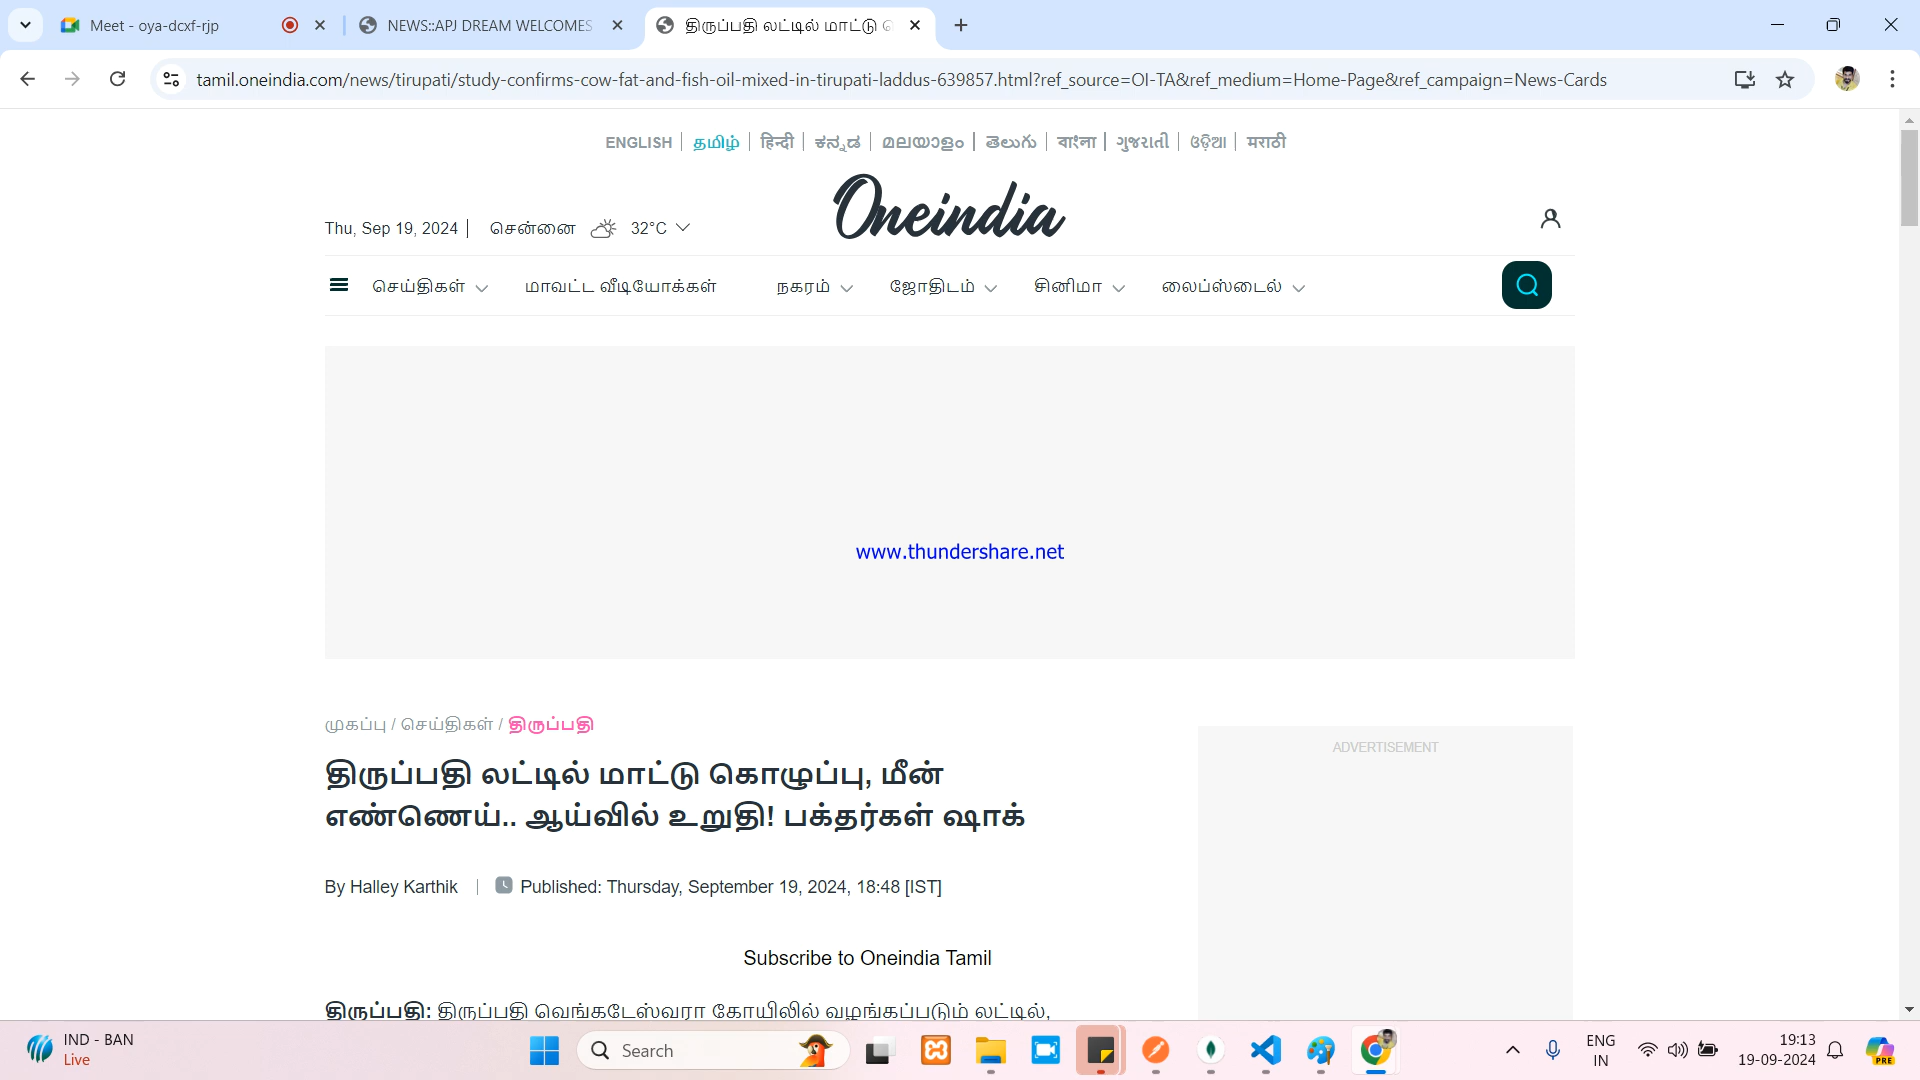 Meet - oya-dcxf-rjp
NEWS::APJ DREAM WELCOMES
திருப்பதி லட்டில் மாட்டு
tamil.oneindia.com/news/tirupati/study-confirms-cow-fat-and-fish-oil-mixed-in-tirupati-laddus-639857.html?ref_source=OI-TA&ref_medium=Home-Page&ref_campaign=News-Cards
ENGLISH தமிழ் हिन्दी ಕನ್ನಡ മലയാളം తెలుగు বাংলা ગુજરાતી ଓଡ଼ିଆ मराठी
Oneindia
Thu, Sep 19, 2024 சென்னை 32°C
செய்திகள் மாவட்ட வீடியோக்கள் நகரம் ஜோதிடம் சினிமா லைப்ஸ்டைல்
www.thundershare.net
முகப்பு / செய்திகள் / திருப்பதி
திருப்பதி லட்டில் மாட்டு கொழுப்பு, மீன்
எண்ணெய்.. ஆய்வில் உறுதி! பக்தர்கள் ஷாக்
By Halley Karthik Published: Thursday, September 19, 2024, 18:48 [IST]
Subscribe to Oneindia Tamil
திருப்பதி: திருப்பதி வெங்கடேஸ்வரா கோயிலில் வழங்கப்படும் லட்டில்,
ADVERTISEMENT
IND - BAN
Live
Search
ENG
IN
19:13
19-09-2024
PRE